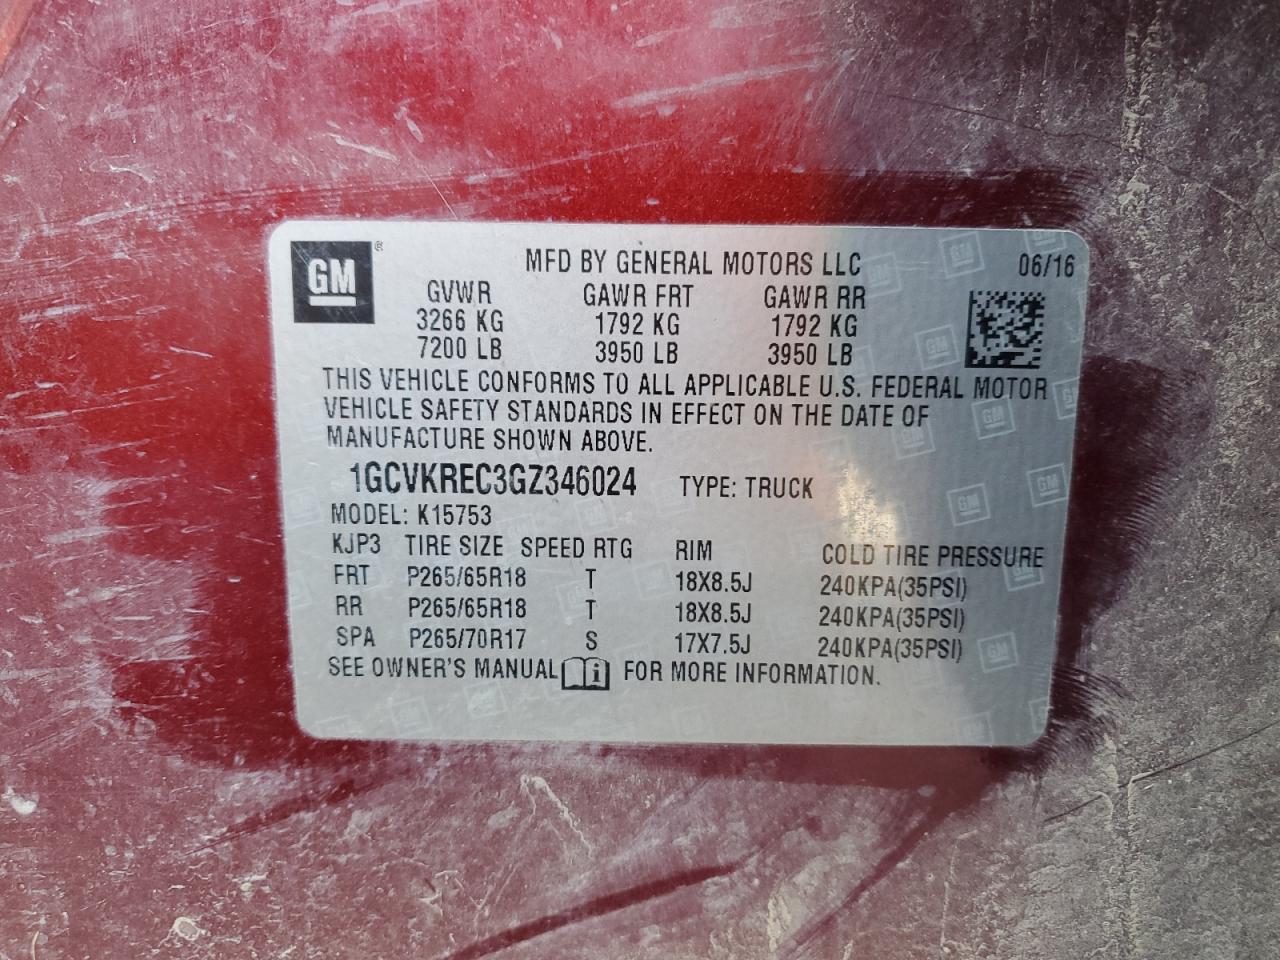 GM ®
MFD BY GENERAL MOTORS LLC 06/16
GVWR GAWR FRT GAWR RR
3266 KG 1792 KG 1792 KG
7200 LB 3950 LB 3950 LB
THIS VEHICLE CONFORMS TO ALL APPLICABLE U.S. FEDERAL MOTOR
VEHICLE SAFETY STANDARDS IN EFFECT ON THE DATE OF
MANUFACTURE SHOWN ABOVE.
1GCVKREC3GZ346024 TYPE: TRUCK
MODEL: K15753
KJP3 TIRE SIZE SPEED RTG RIM COLD TIRE PRESSURE
FRT P265/65R18 T 18X8.5J 240KPA(35PSI)
RR P265/65R18 T 18X8.5J 240KPA(35PSI)
SPA P265/70R17 S 17X7.5J 240KPA(35PSI)
SEE OWNER'S MANUAL i FOR MORE INFORMATION.